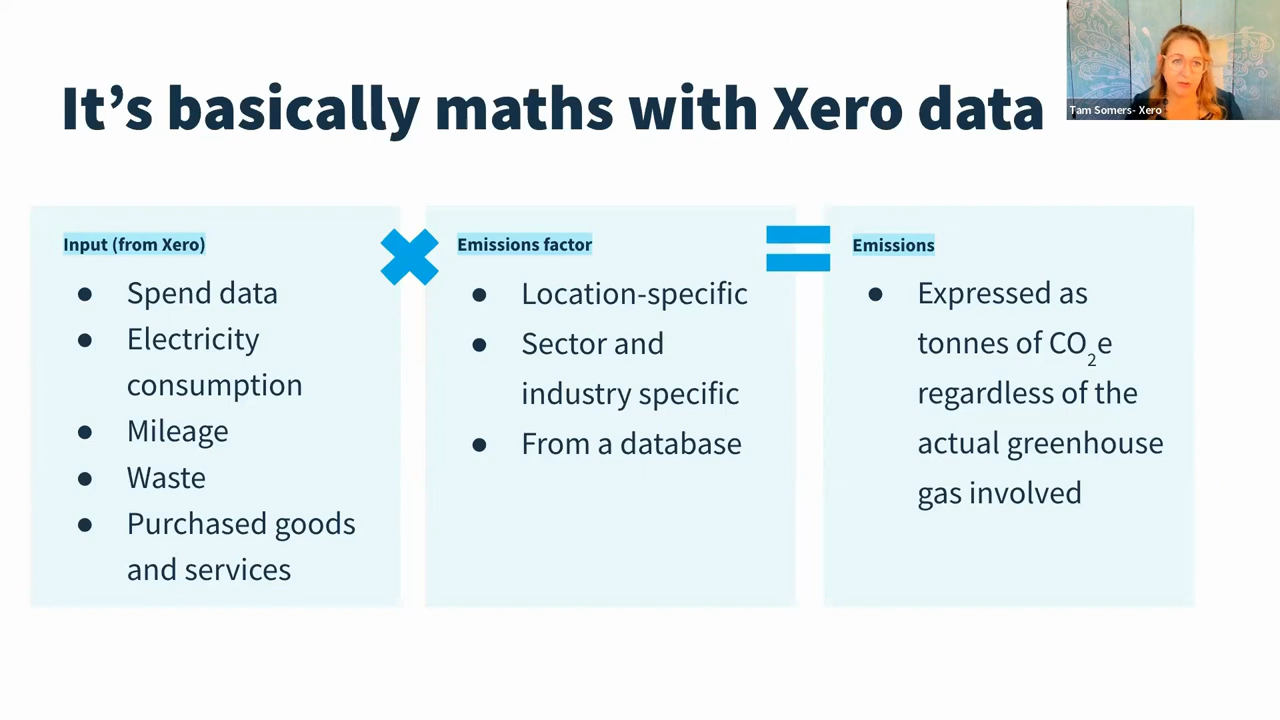 It's basically maths with Xero data
Tam Somers- Xero
Input (from Xero)
● Spend data
● Electricity
consumption
● Mileage
● Waste
● Purchased goods
and services
Emissions factor
● Location-specific
● Sector and
industry specific
● From a database
Emissions
● Expressed as
tonnes of CO₂e
regardless of the
actual greenhouse
gas involved